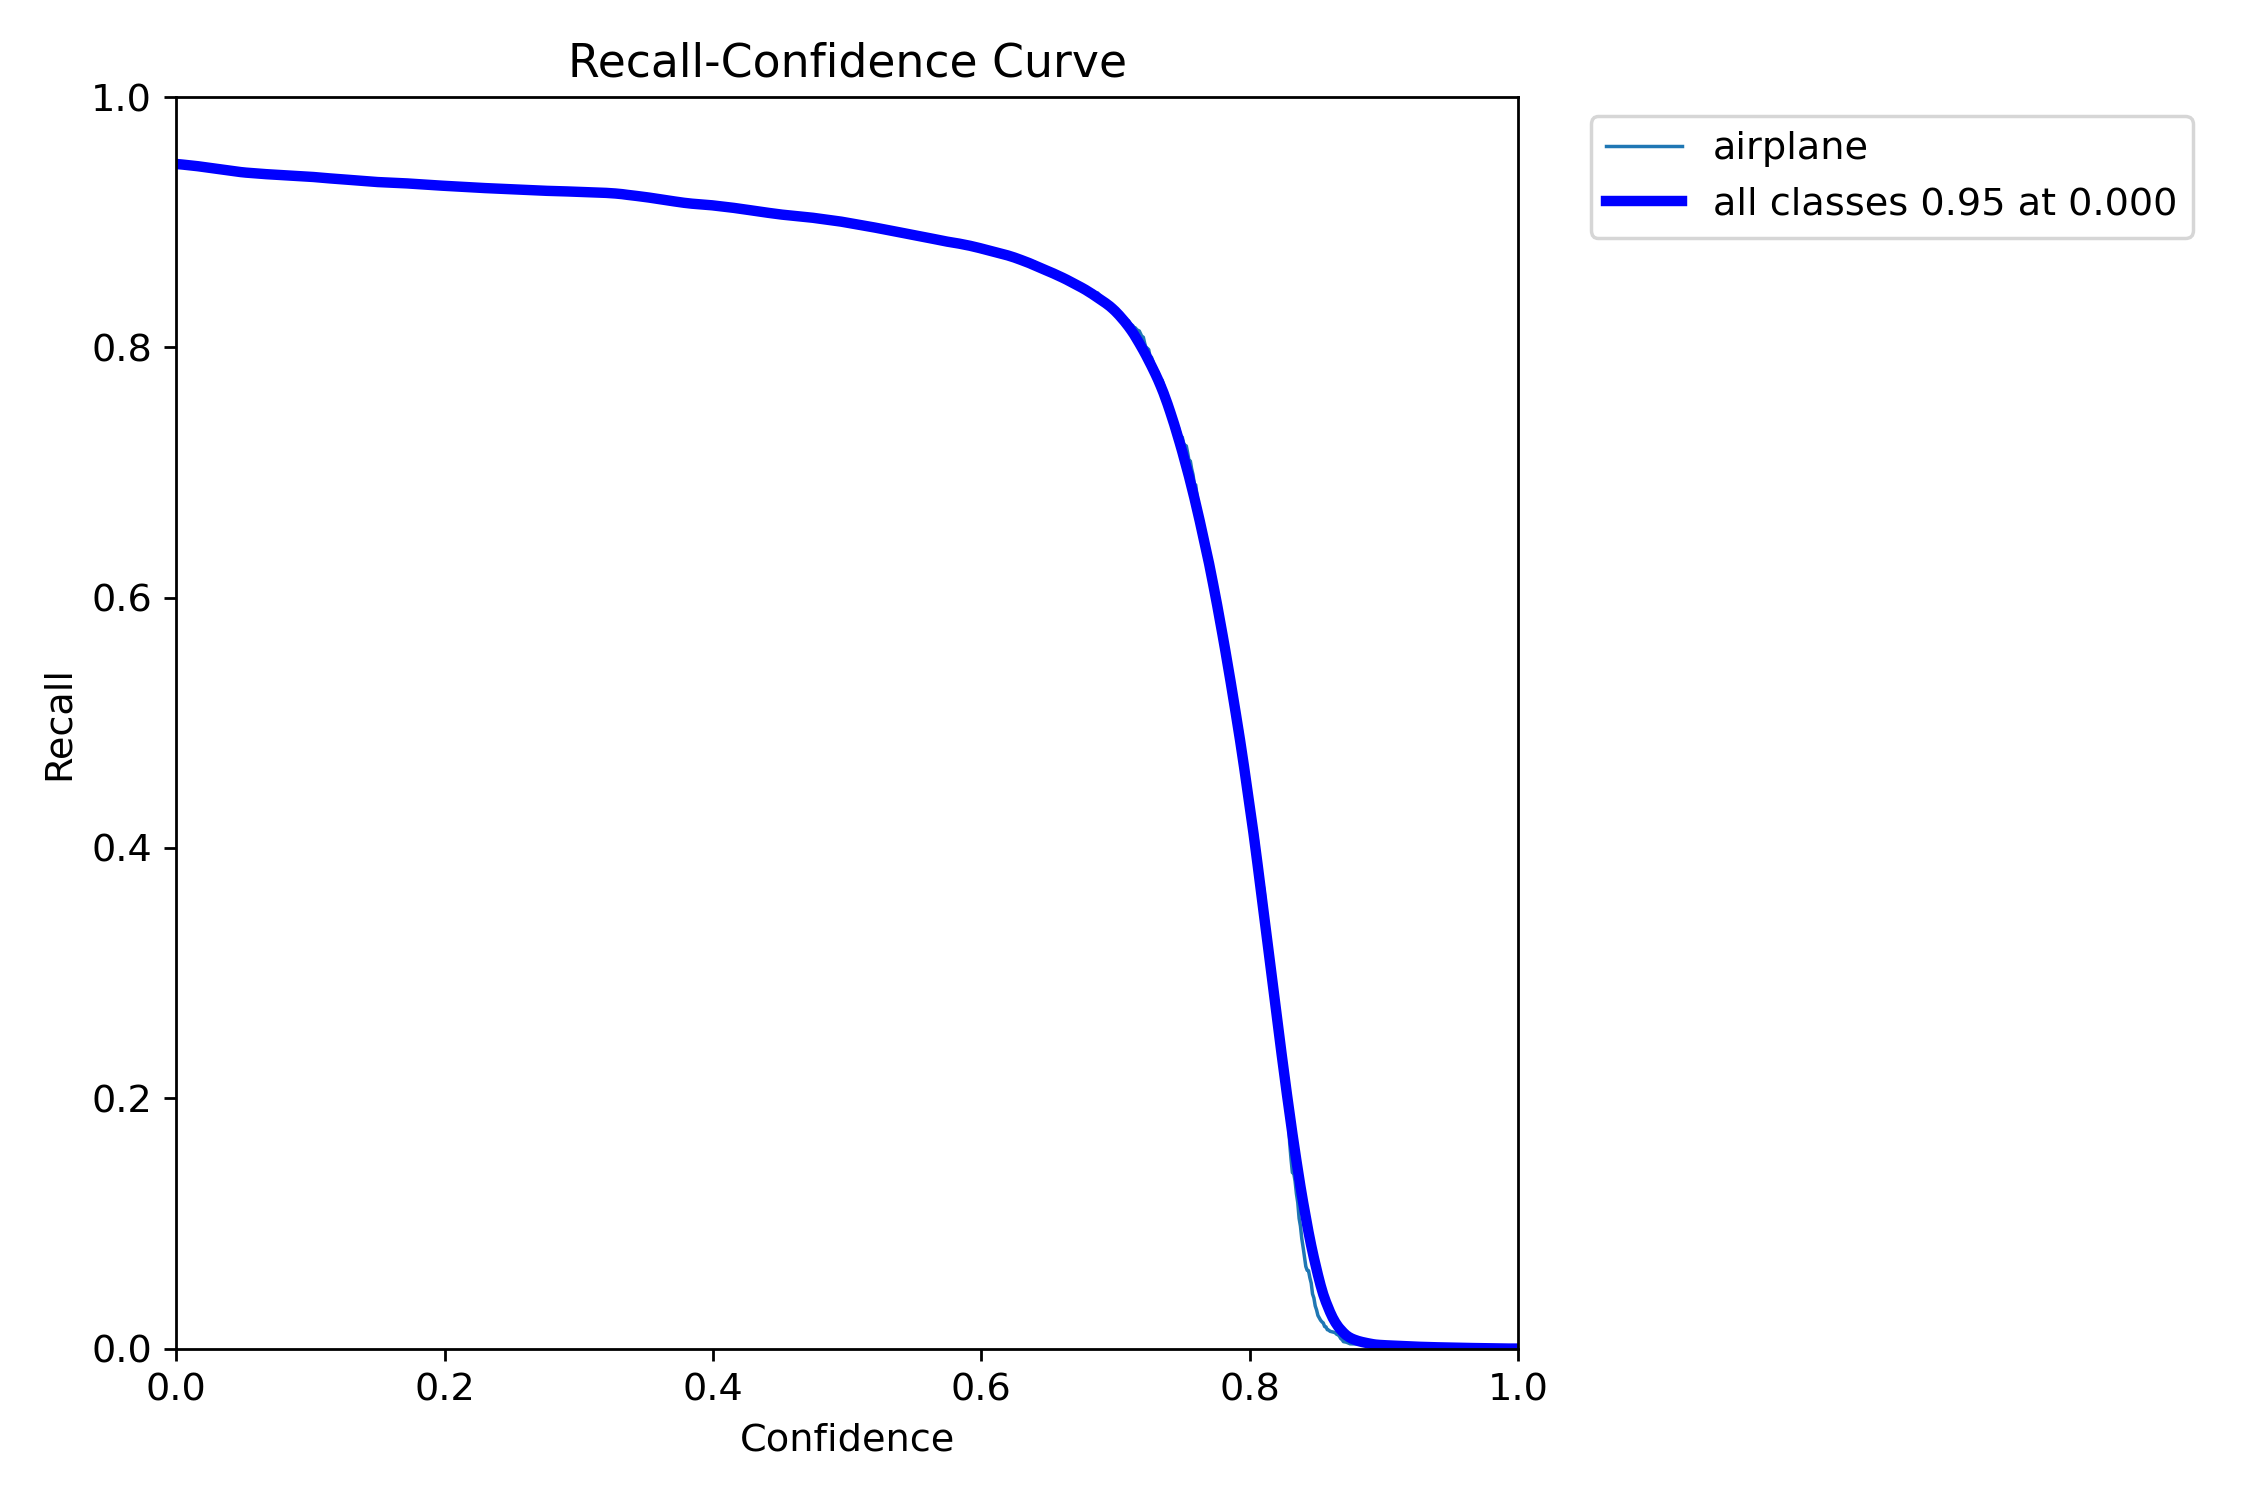 Recall-Confidence Curve
1.0
0.8
0.6
0.4
0.2
0.0
Recall
0.0 0.2 0.4 0.6 0.8 1.0
Confidence
airplane
all classes 0.95 at 0.000